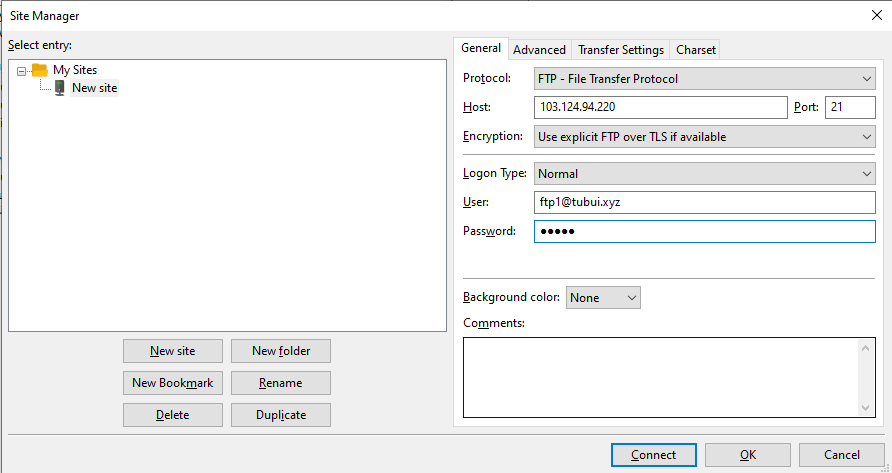 Site Manager
Select entry:
My Sites
New site
New site
New folder
New Bookmark
Rename
Delete
Duplicate
General
Advanced
Transfer Settings
Charset
Protocol:
FTP - File Transfer Protocol
Host:
103.124.94.220
Port:
21
Encryption:
Use explicit FTP over TLS if available
Logon Type:
Normal
User:
ftp1@tubui.xyz
Password:
●●●●●
Background color:
None
Comments:
Connect
OK
Cancel